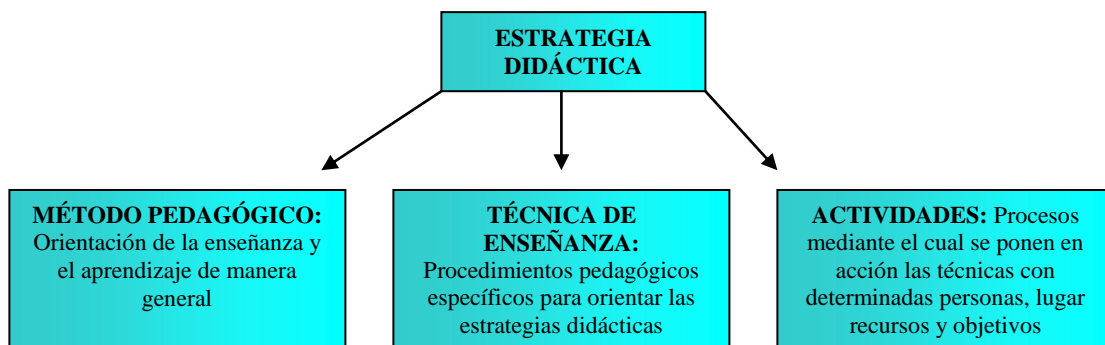 ESTRATEGIA
DIDÁCTICA
MÉTODO PEDAGÓGICO:
Orientación de la enseñanza y
el aprendizaje de manera
general
TÉCNICA DE
ENSEÑANZA:
Procedimientos pedagógicos
específicos para orientar las
estrategias didácticas
ACTIVIDADES: Procesos
mediante el cual se ponen en
acción las técnicas con
determinadas personas, lugar
recursos y objetivos